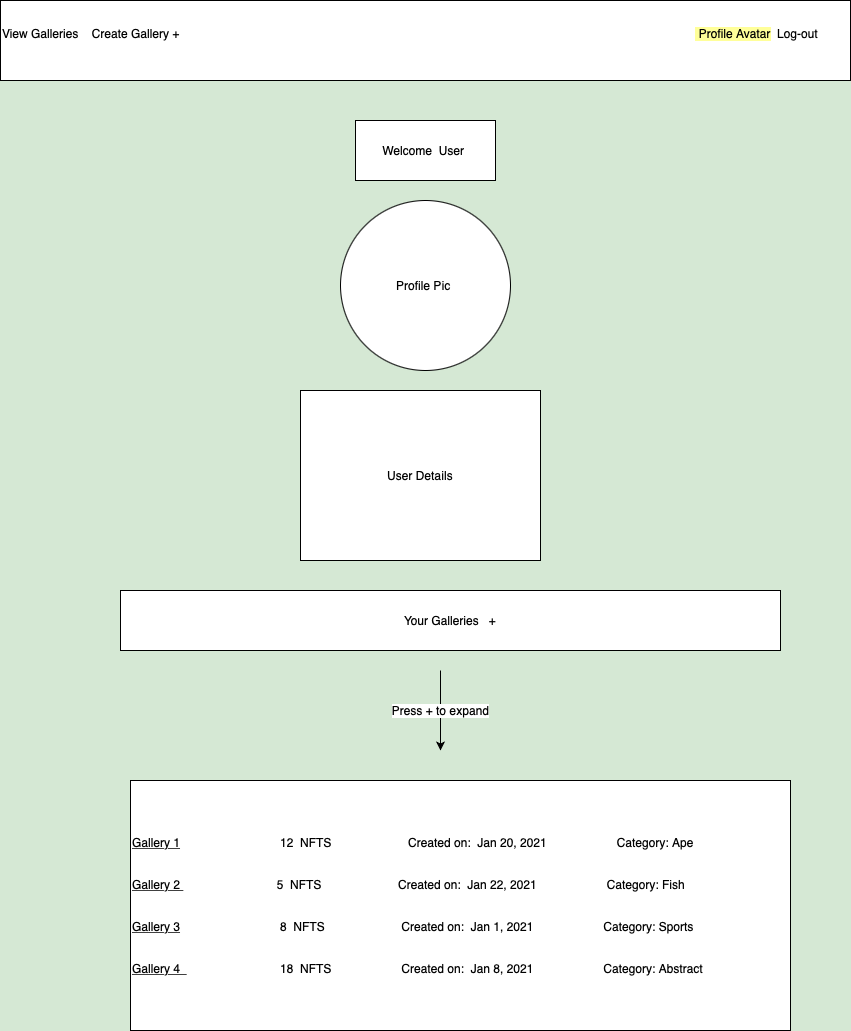 View Galleries Create Gallery + Profile Avatar Log-out
Welcome User
Profile Pic
User Details
Your Galleries +
Press + to expand
Gallery 1 12 NFTS Created on: Jan 20, 2021 Category: Ape
Gallery 2 5 NFTS Created on: Jan 22, 2021 Category: Fish
Gallery 3 8 NFTS Created on: Jan 1, 2021 Category: Sports
Gallery 4 18 NFTS Created on: Jan 8, 2021 Category: Abstract